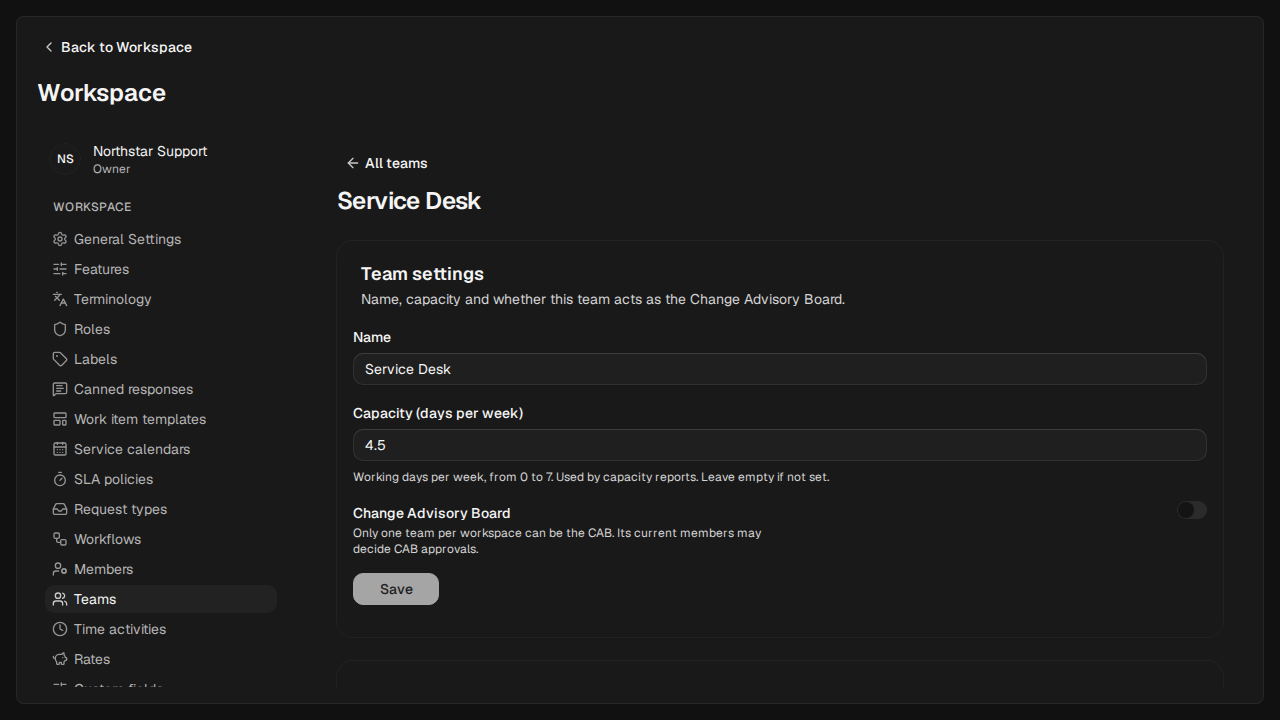 Back to Workspace
Workspace
NS
Northstar Support
Owner
WORKSPACE
General Settings
Features
Terminology
Roles
Labels
Canned responses
Work item templates
Service calendars
SLA policies
Request types
Workflows
Members
Teams
Time activities
Rates
All teams
Service Desk
Team settings
Name, capacity and whether this team acts as the Change Advisory Board.
Name
Service Desk
Capacity (days per week)
4.5
Working days per week, from 0 to 7. Used by capacity reports. Leave empty if not set.
Change Advisory Board
Only one team per workspace can be the CAB. Its current members may
decide CAB approvals.
Save